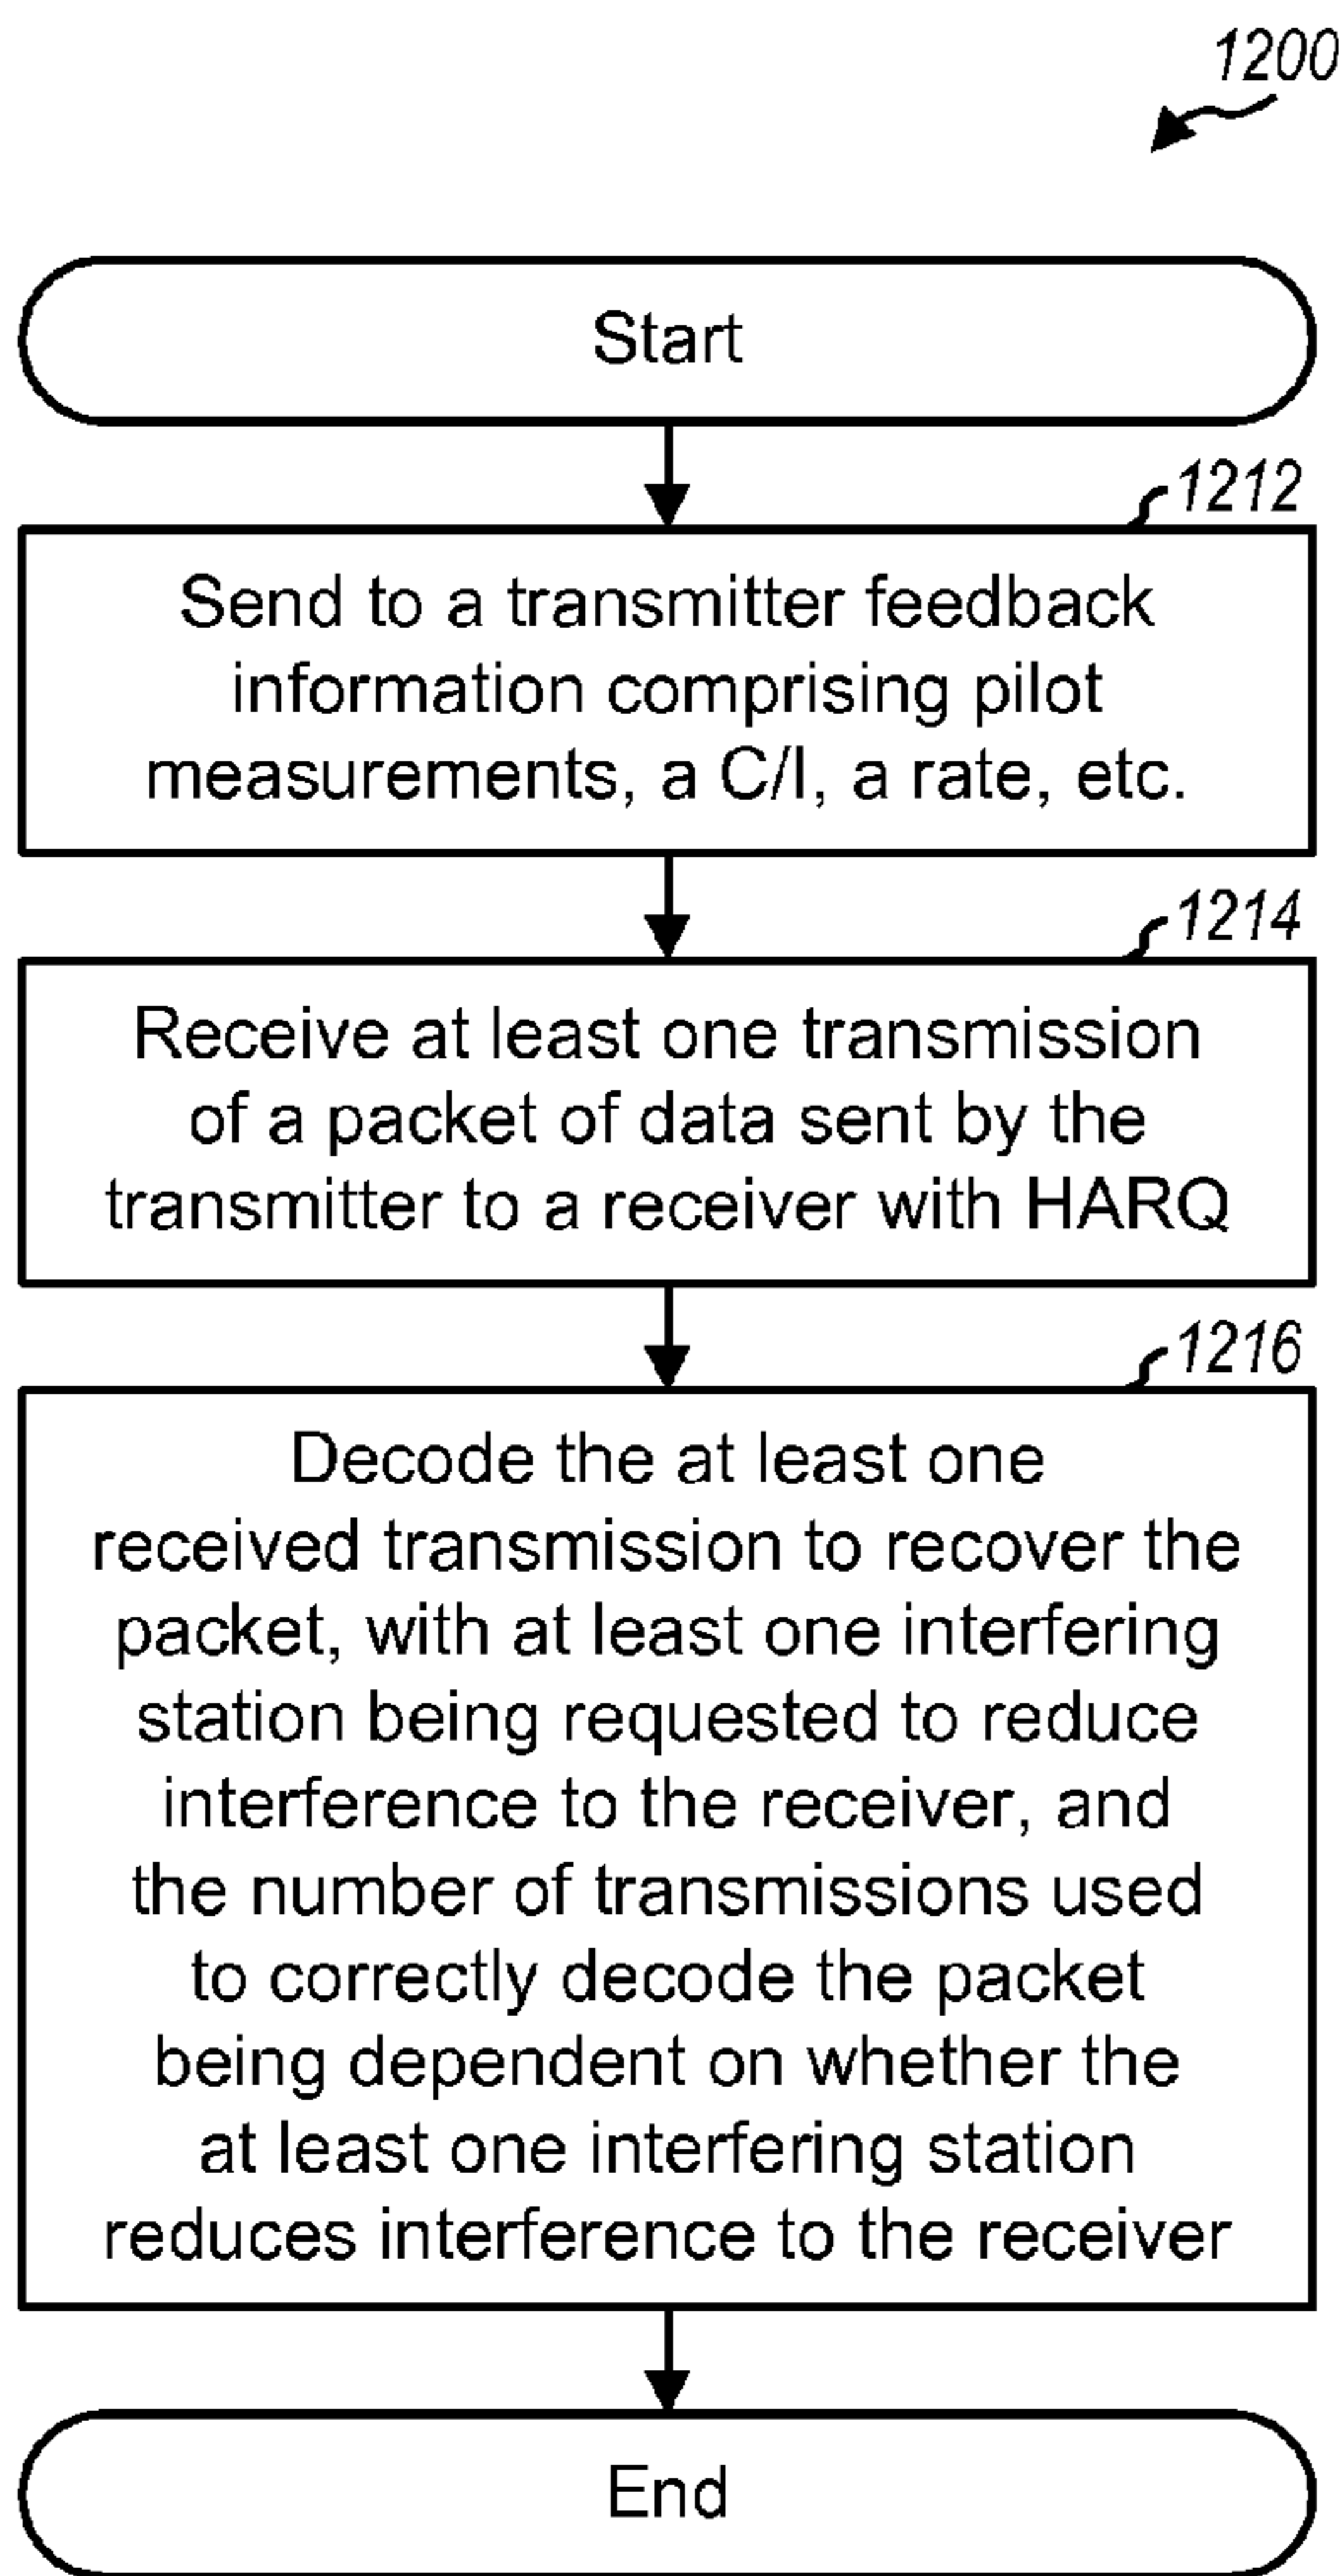 1200
Start
1212
Send to a transmitter feedback
information comprising pilot
measurements, a C/I, a rate, etc.
1214
Receive at least one transmission
of a packet of data sent by the
transmitter to a receiver with HARQ
1216
Decode the at least one
received transmission to recover the
packet, with at least one interfering
station being requested to reduce
interference to the receiver, and
the number of transmissions used
to correctly decode the packet
being dependent on whether the
at least one interfering station
reduces interference to the receiver
End